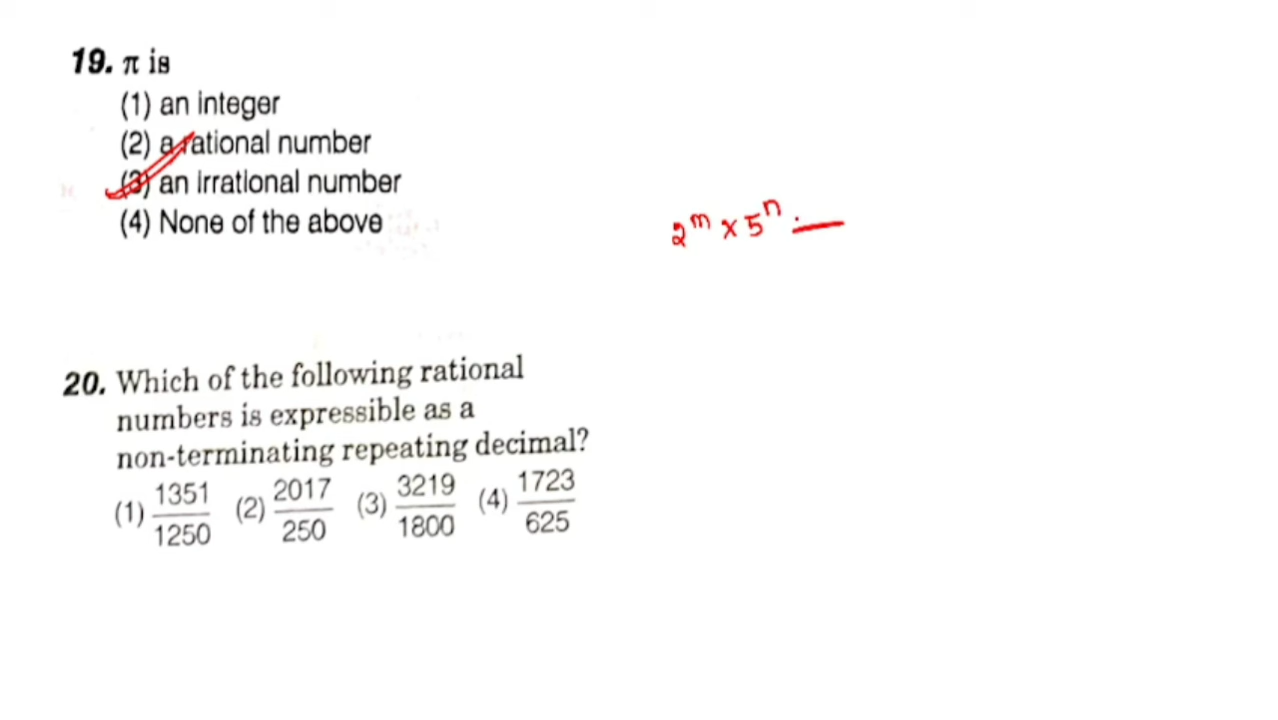 19. π is
(1) an integer
(2) a rational number
(3) an irrational number
(4) None of the above
2^m × 5^n
20. Which of the following rational
numbers is expressible as a
non-terminating repeating decimal?
(1) 1351/1250 (2) 2017/250 (3) 3219/1800 (4) 1723/625